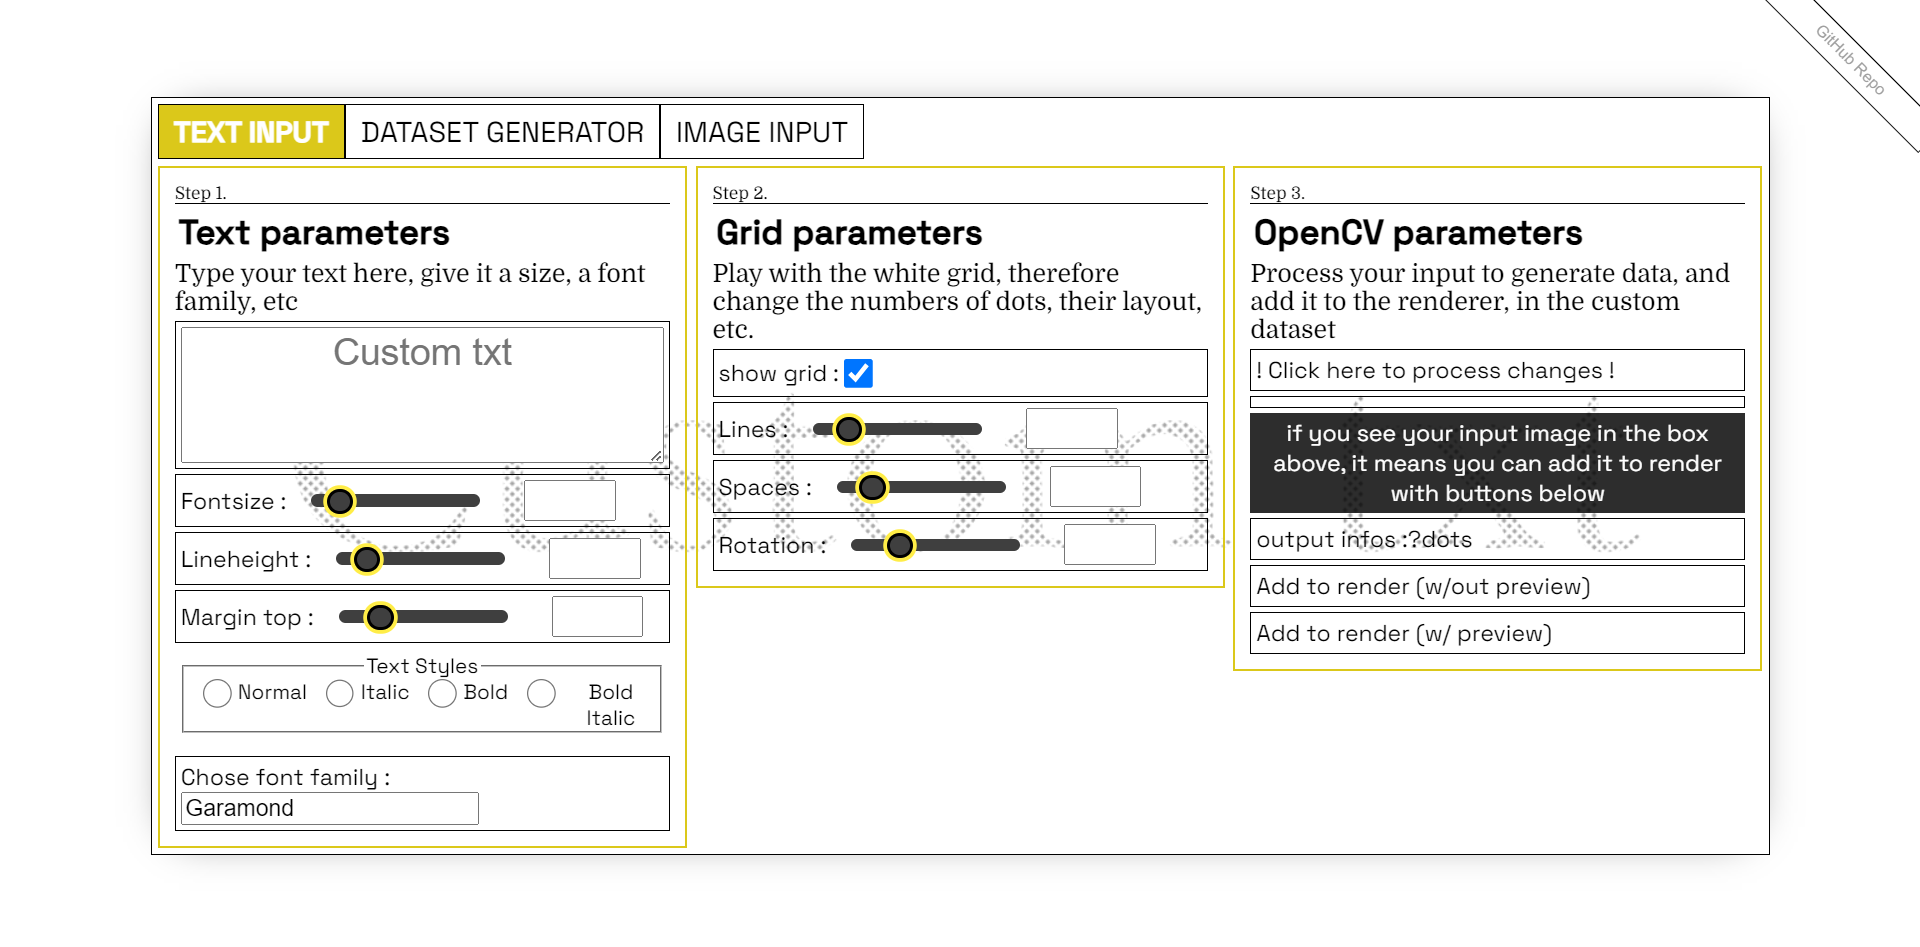 GitHub Repo
TEXT INPUT DATASET GENERATOR IMAGE INPUT
Step 1.
Text parameters
Type your text here, give it a size, a font
family, etc
Custom txt
Fontsize :
Lineheight :
Margin top :
Text Styles
Normal Italic Bold Bold
Italic
Chose font family :
Garamond
Step 2.
Grid parameters
Play with the white grid, therefore
change the numbers of dots, their layout,
etc.
show grid :
Lines :
Spaces :
Rotation :
Step 3.
OpenCV parameters
Process your input to generate data, and
add it to the renderer, in the custom
dataset
! Click here to process changes !
if you see your input image in the box
above, it means you can add it to render
with buttons below
output infos :?dots
Add to render (w/out preview)
Add to render (w/ preview)
Custom txt